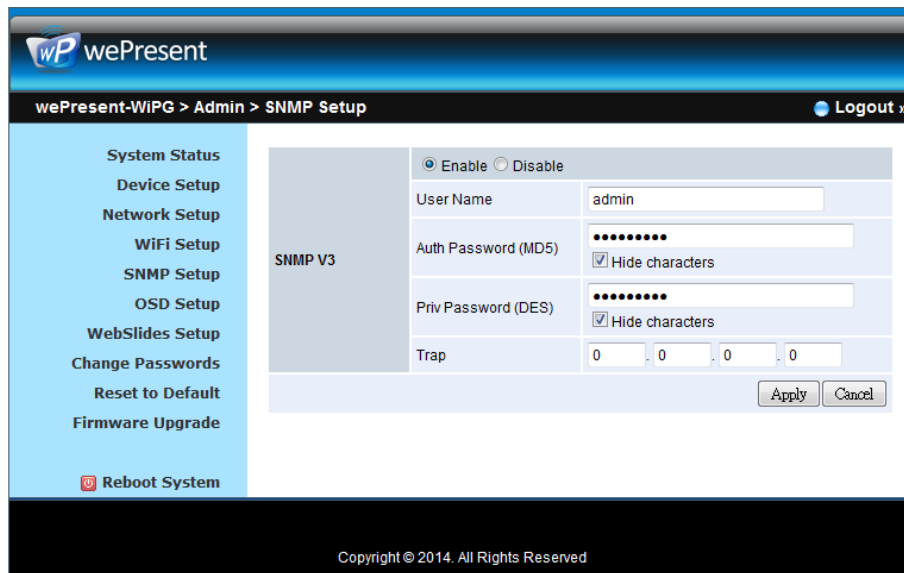 wP wePresent
wePresent-WiPG > Admin > SNMP Setup
Logout »
System Status
Device Setup
Network Setup
WiFi Setup
SNMP Setup
OSD Setup
WebSlides Setup
Change Passwords
Reset to Default
Firmware Upgrade
Reboot System
SNMP V3
Enable Disable
User Name admin
Auth Password (MD5) •••••••••
Hide characters
Priv Password (DES) •••••••••
Hide characters
Trap 0 . 0 . 0 . 0
Apply Cancel
Copyright © 2014. All Rights Reserved